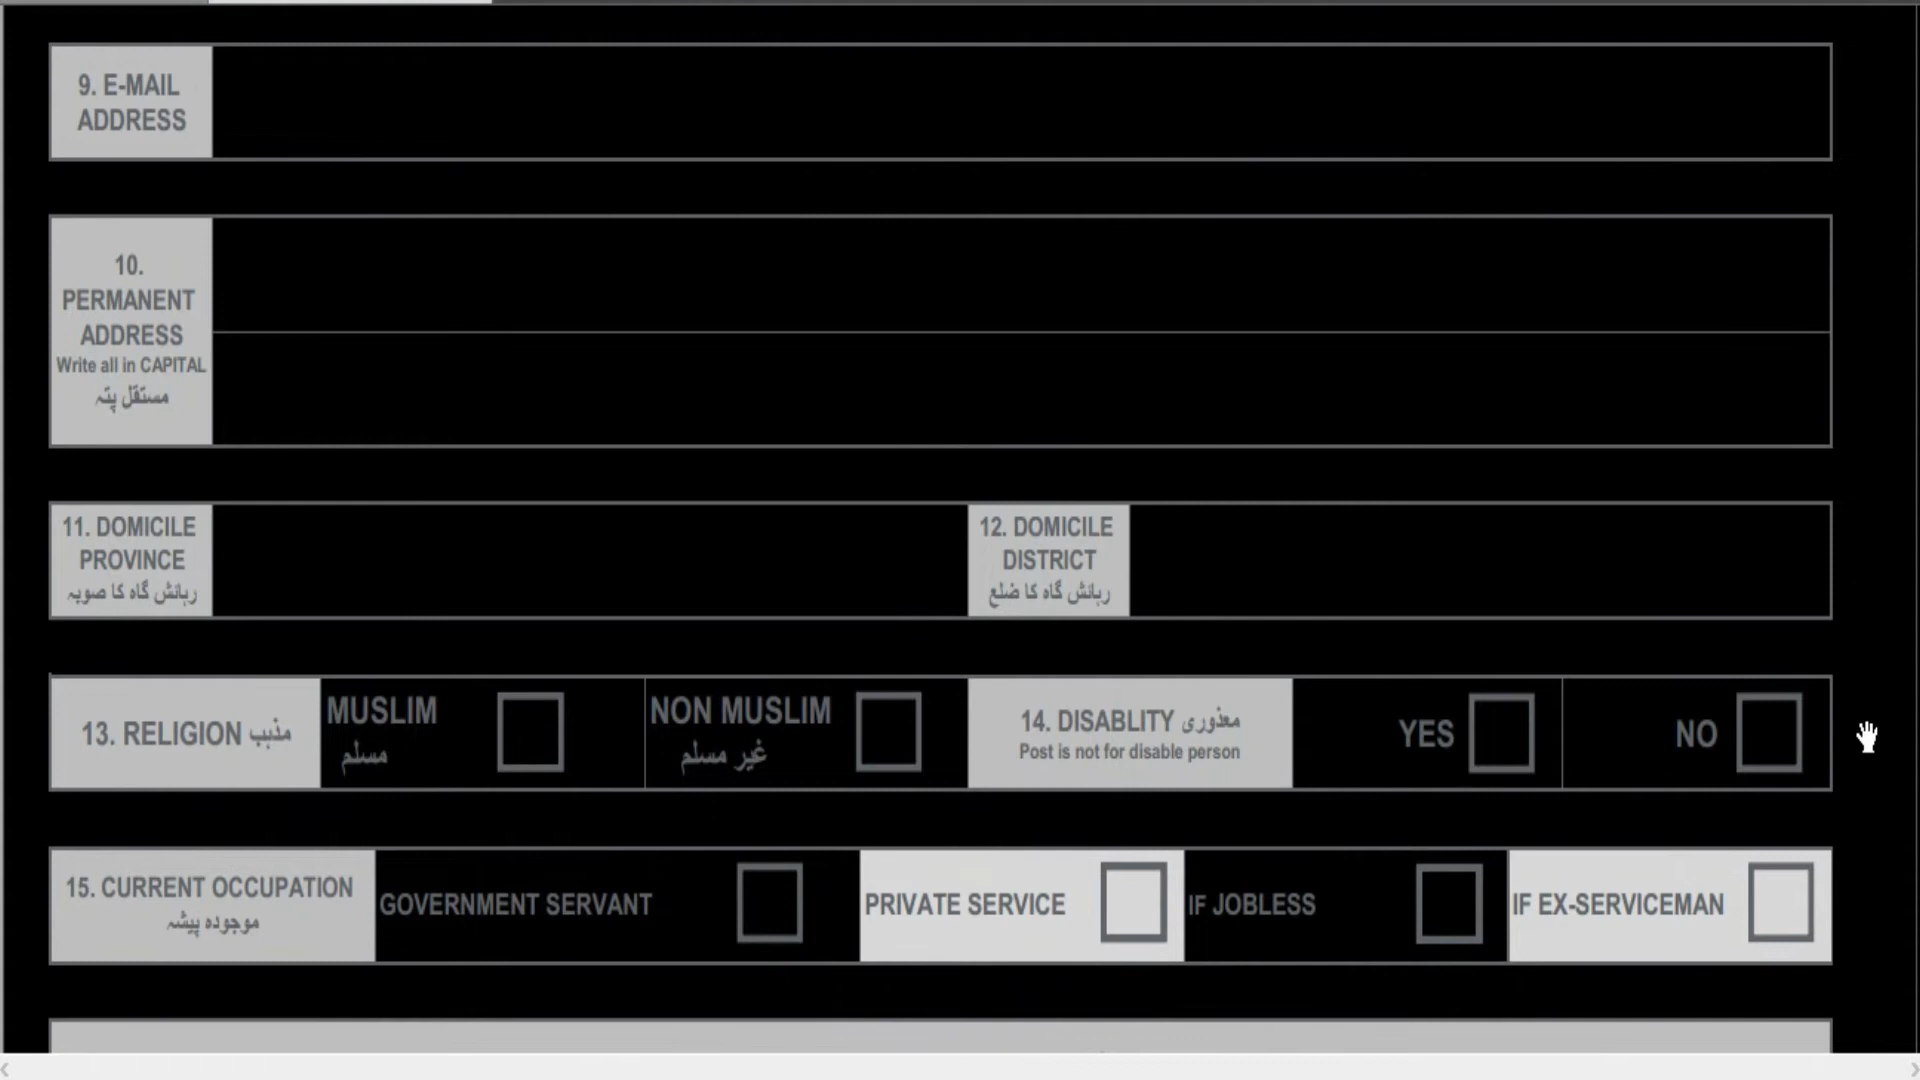 9. E-MAIL
ADDRESS
10.
PERMANENT
ADDRESS
Write all in CAPITAL
مستقل پتہ
11. DOMICILE
PROVINCE
رہائش گاہ کا صوبہ
12. DOMICILE
DISTRICT
رہائش گاہ کا ضلع
13. RELIGION مذہب
MUSLIM
مسلم
NON MUSLIM
غیر مسلم
14. DISABLITY معذوری
Post is not for disable person
YES
NO
15. CURRENT OCCUPATION
موجودہ پیشہ
GOVERNMENT SERVANT
PRIVATE SERVICE
IF JOBLESS
IF EX-SERVICEMAN